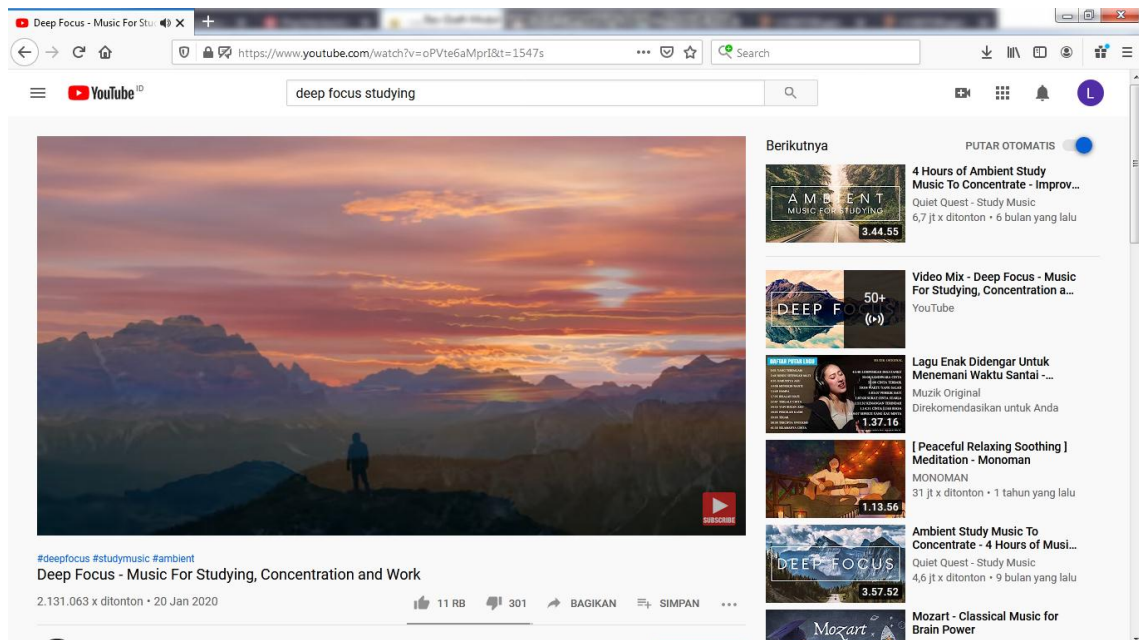 Deep Focus - Music For Stu
https://www.youtube.com/watch?v=oPVte6aMprI&t=1547s
Search
YouTube ID
deep focus studying
L
SUBSCRIBE
#deepfocus #studymusic #ambient
Deep Focus - Music For Studying, Concentration and Work
2.131.063 x ditonton • 20 Jan 2020
11 RB
301
BAGIKAN
SIMPAN
Berikutnya
PUTAR OTOMATIS
AMBIENT
MUSIC FOR STUDYING
3.44.55
4 Hours of Ambient Study
Music To Concentrate - Improv...
Quiet Quest - Study Music
6,7 jt x ditonton • 6 bulan yang lalu
DEEP FOCUS
50+
Video Mix - Deep Focus - Music
For Studying, Concentration a...
YouTube
1.37.16
Lagu Enak Didengar Untuk
Menemani Waktu Santai -...
Muzik Original
Direkomendasikan untuk Anda
1.13.56
[ Peaceful Relaxing Soothing ]
Meditation - Monoman
MONOMAN
31 jt x ditonton • 1 tahun yang lalu
DEEP FOCUS
3.57.52
Ambient Study Music To
Concentrate - 4 Hours of Musi...
Quiet Quest - Study Music
4,6 jt x ditonton • 9 bulan yang lalu
Mozart
Mozart - Classical Music for
Brain Power